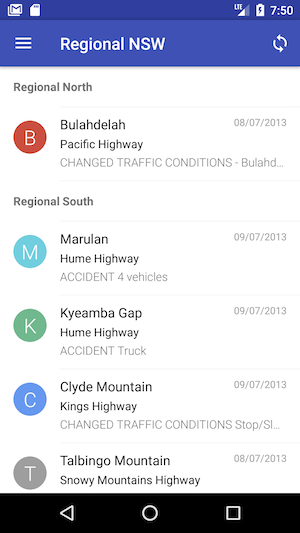 LTE 7:50
Regional NSW
Regional North
B
Bulahdelah 08/07/2013
Pacific Highway
CHANGED TRAFFIC CONDITIONS - Bulahd...
Regional South
M
Marulan 09/07/2013
Hume Highway
ACCIDENT 4 vehicles
K
Kyeamba Gap 09/07/2013
Hume Highway
ACCIDENT Truck
C
Clyde Mountain 09/07/2013
Kings Highway
CHANGED TRAFFIC CONDITIONS Stop/Sl...
T
Talbingo Mountain 08/07/2013
Snowy Mountains Highway